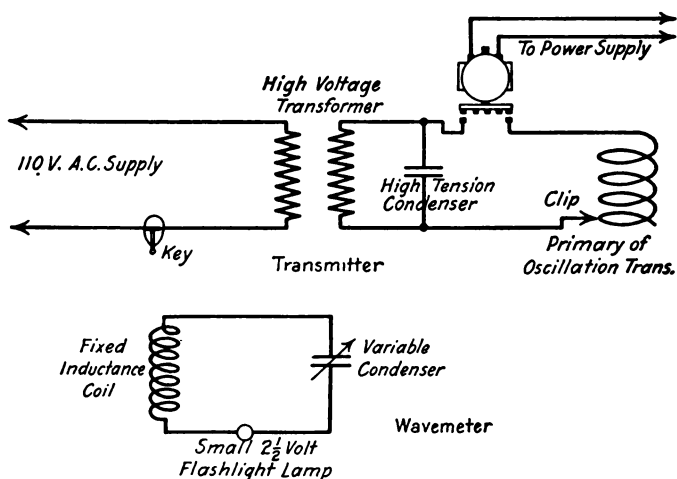 To Power Supply
High Voltage
Transformer
110 V. A.C. Supply
High Tension
Condenser
Clip
Key
Primary of
Oscillation Trans.
Transmitter
Fixed
Inductance
Coil
Variable
Condenser
Wavemeter
Small 2½ Volt
Flashlight Lamp